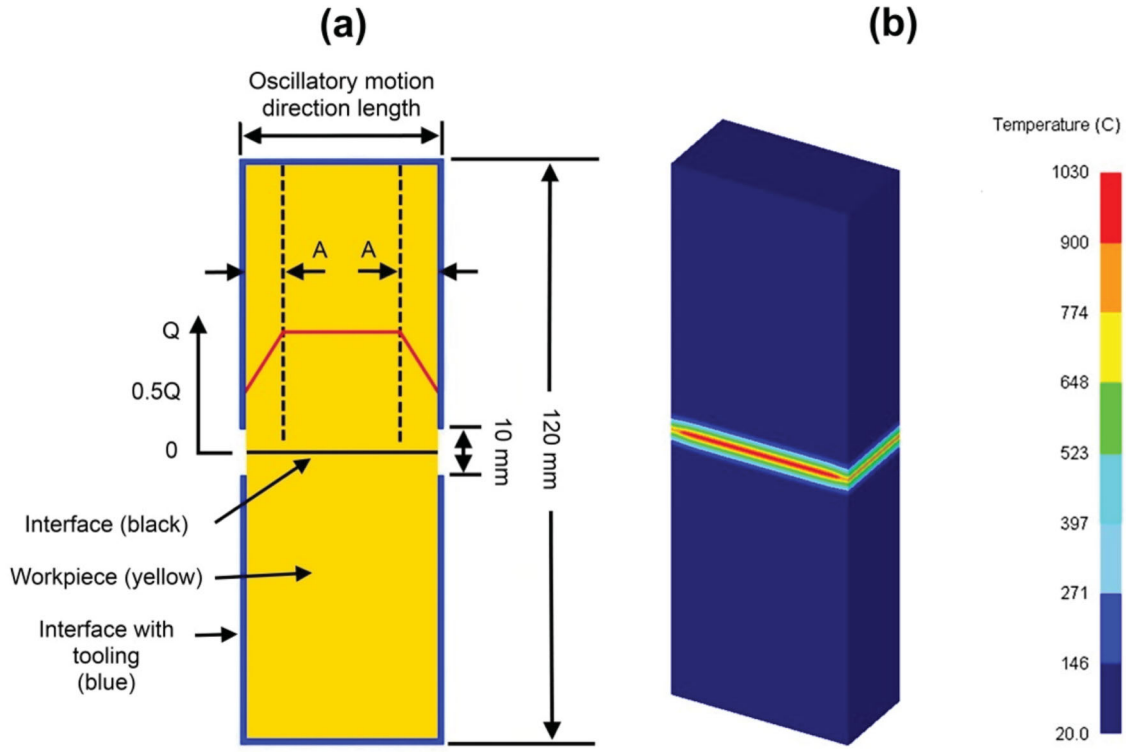 (a)
Oscillatory motion
direction length
A
A
Q
0.5Q
0
10 mm
120 mm
Interface (black)
Workpiece (yellow)
Interface with
tooling
(blue)
(b)
Temperature (C)
1030
900
774
648
523
397
271
146
20.0